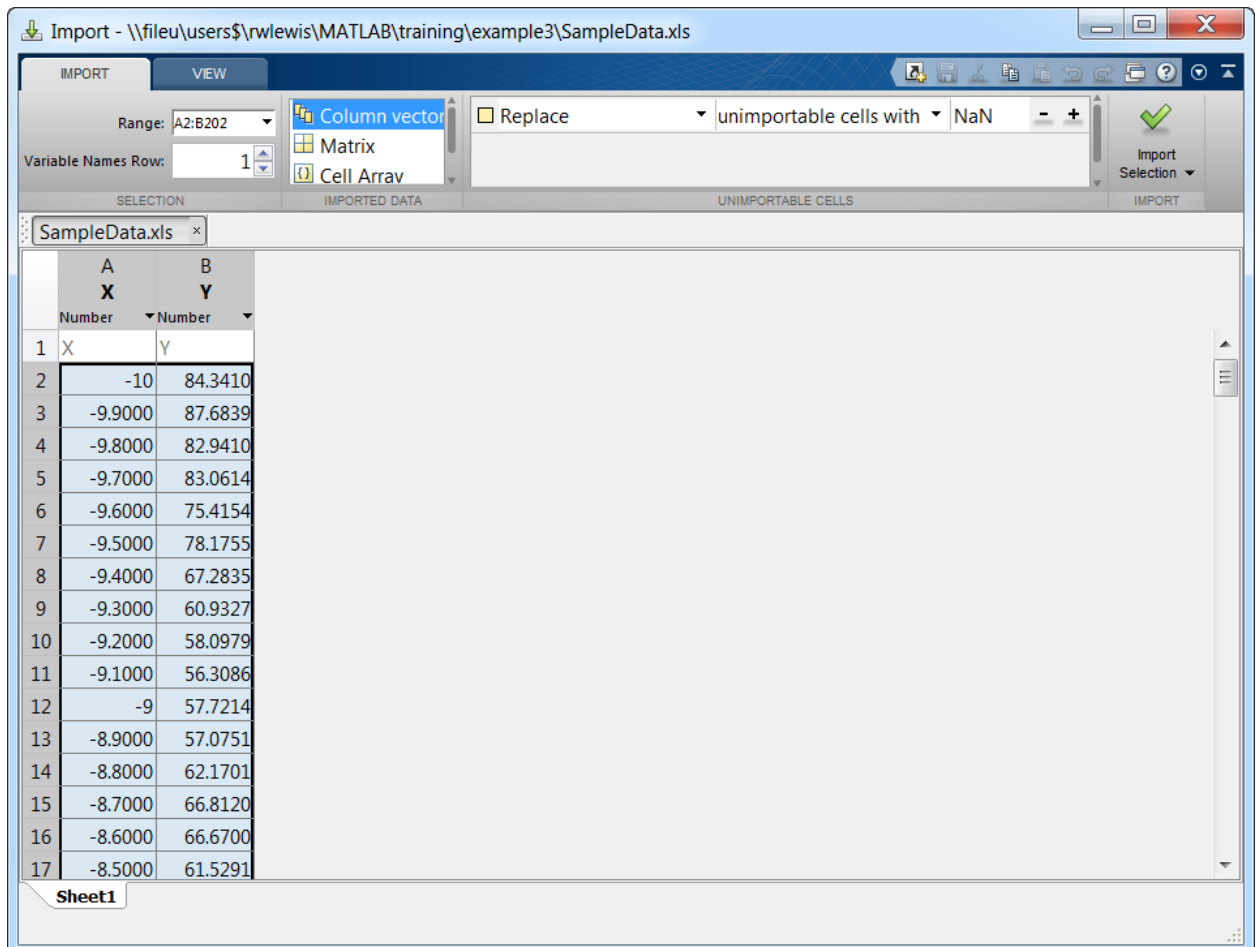 Import - \\fileu\users$\rwlewis\MATLAB\training\example3\SampleData.xls
IMPORT VIEW
Range: A2:B202
Variable Names Row: 1
SELECTION
Column vector
Matrix
Cell Array
IMPORTED DATA
Replace unimportable cells with NaN - +
UNIMPORTABLE CELLS
Import
Selection
IMPORT
SampleData.xls ×
A B
X Y
Number Number
1 X Y
2 -10 84.3410
3 -9.9000 87.6839
4 -9.8000 82.9410
5 -9.7000 83.0614
6 -9.6000 75.4154
7 -9.5000 78.1755
8 -9.4000 67.2835
9 -9.3000 60.9327
10 -9.2000 58.0979
11 -9.1000 56.3086
12 -9 57.7214
13 -8.9000 57.0751
14 -8.8000 62.1701
15 -8.7000 66.8120
16 -8.6000 66.6700
17 -8.5000 61.5291
Sheet1